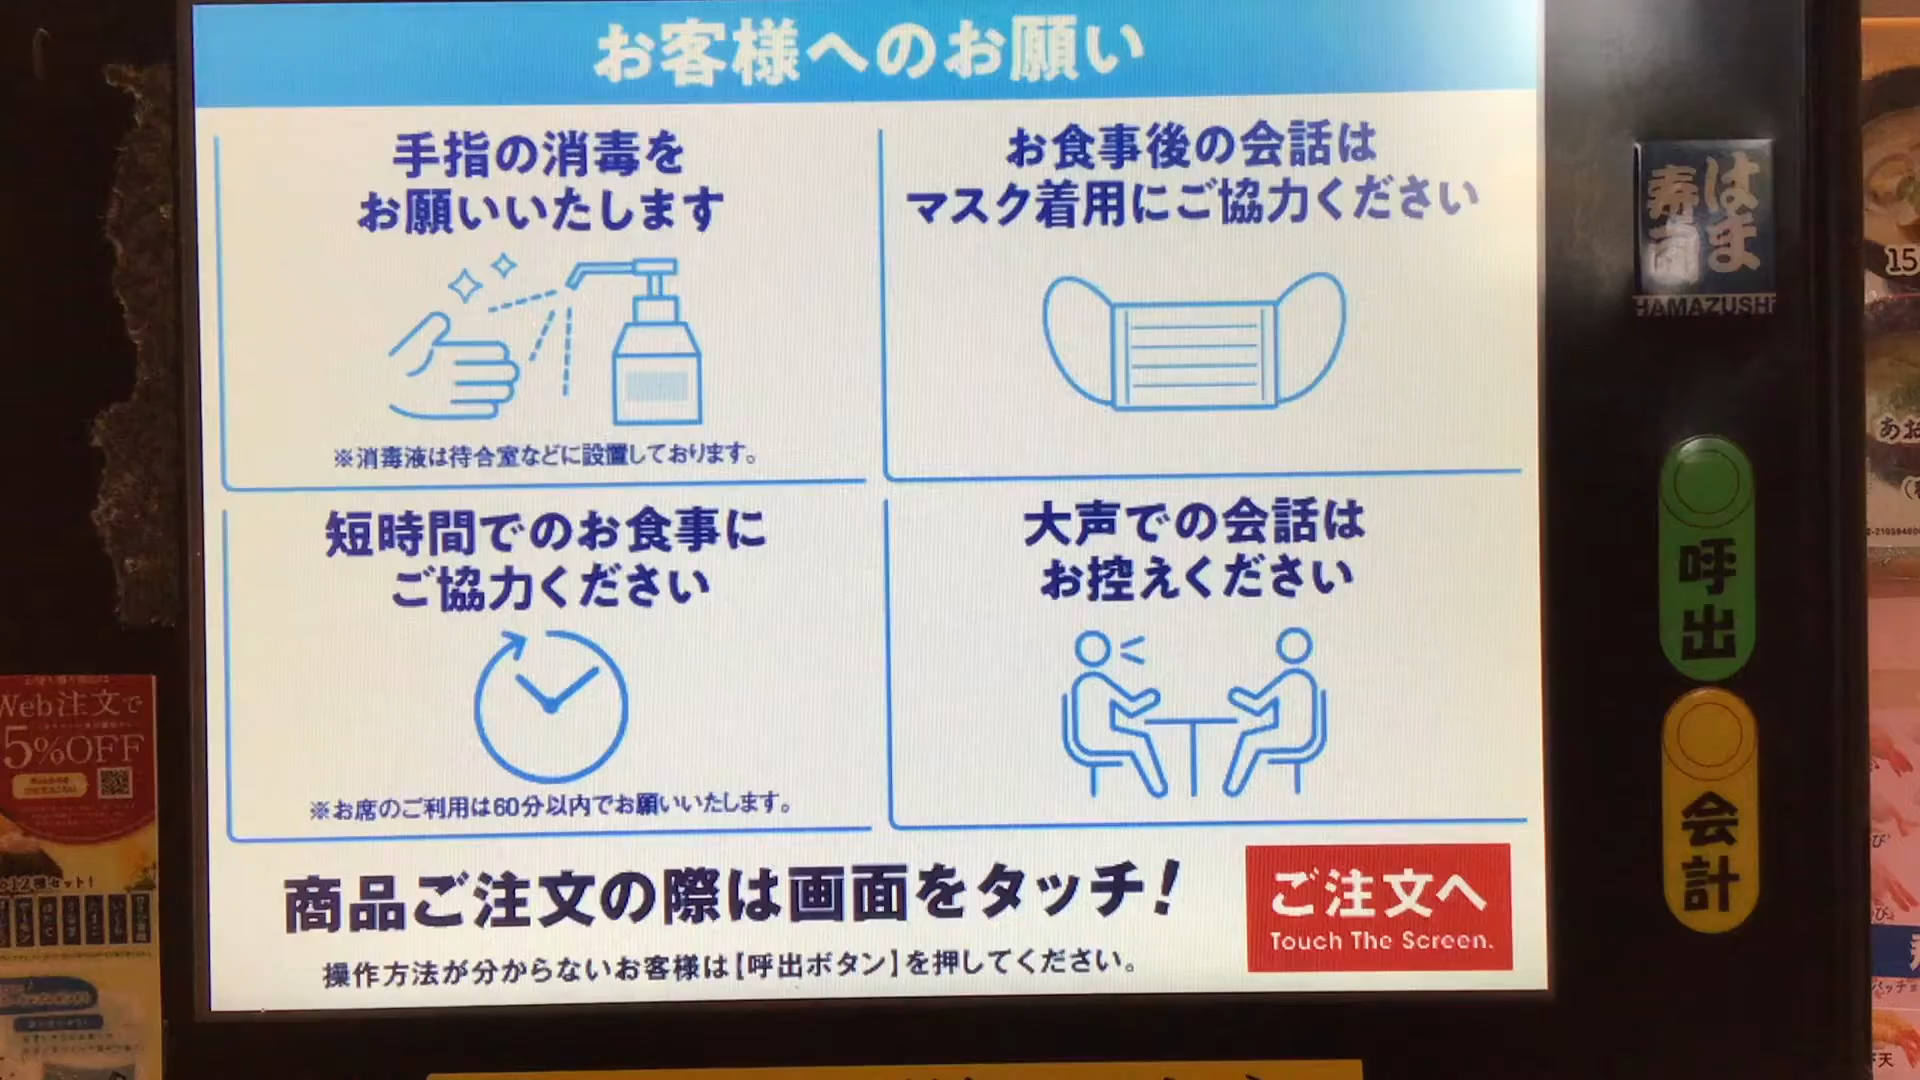 お客様へのお願い
手指の消毒を
お願いいたします
※消毒液は待合室などに設置しております。
お食事後の会話は
マスク着用にご協力ください
短時間でのお食事に
ご協力ください
※お席のご利用は60分以内でお願いいたします。
大声での会話は
お控えください
商品ご注文の際は画面をタッチ!
操作方法が分からないお客様は[呼出ボタン]を押してください。
ご注文へ
Touch The Screen.
はま
寿司
HAMAZUSHI
呼出
会計
Web注文で
5%OFF
12種セット!
15
あお